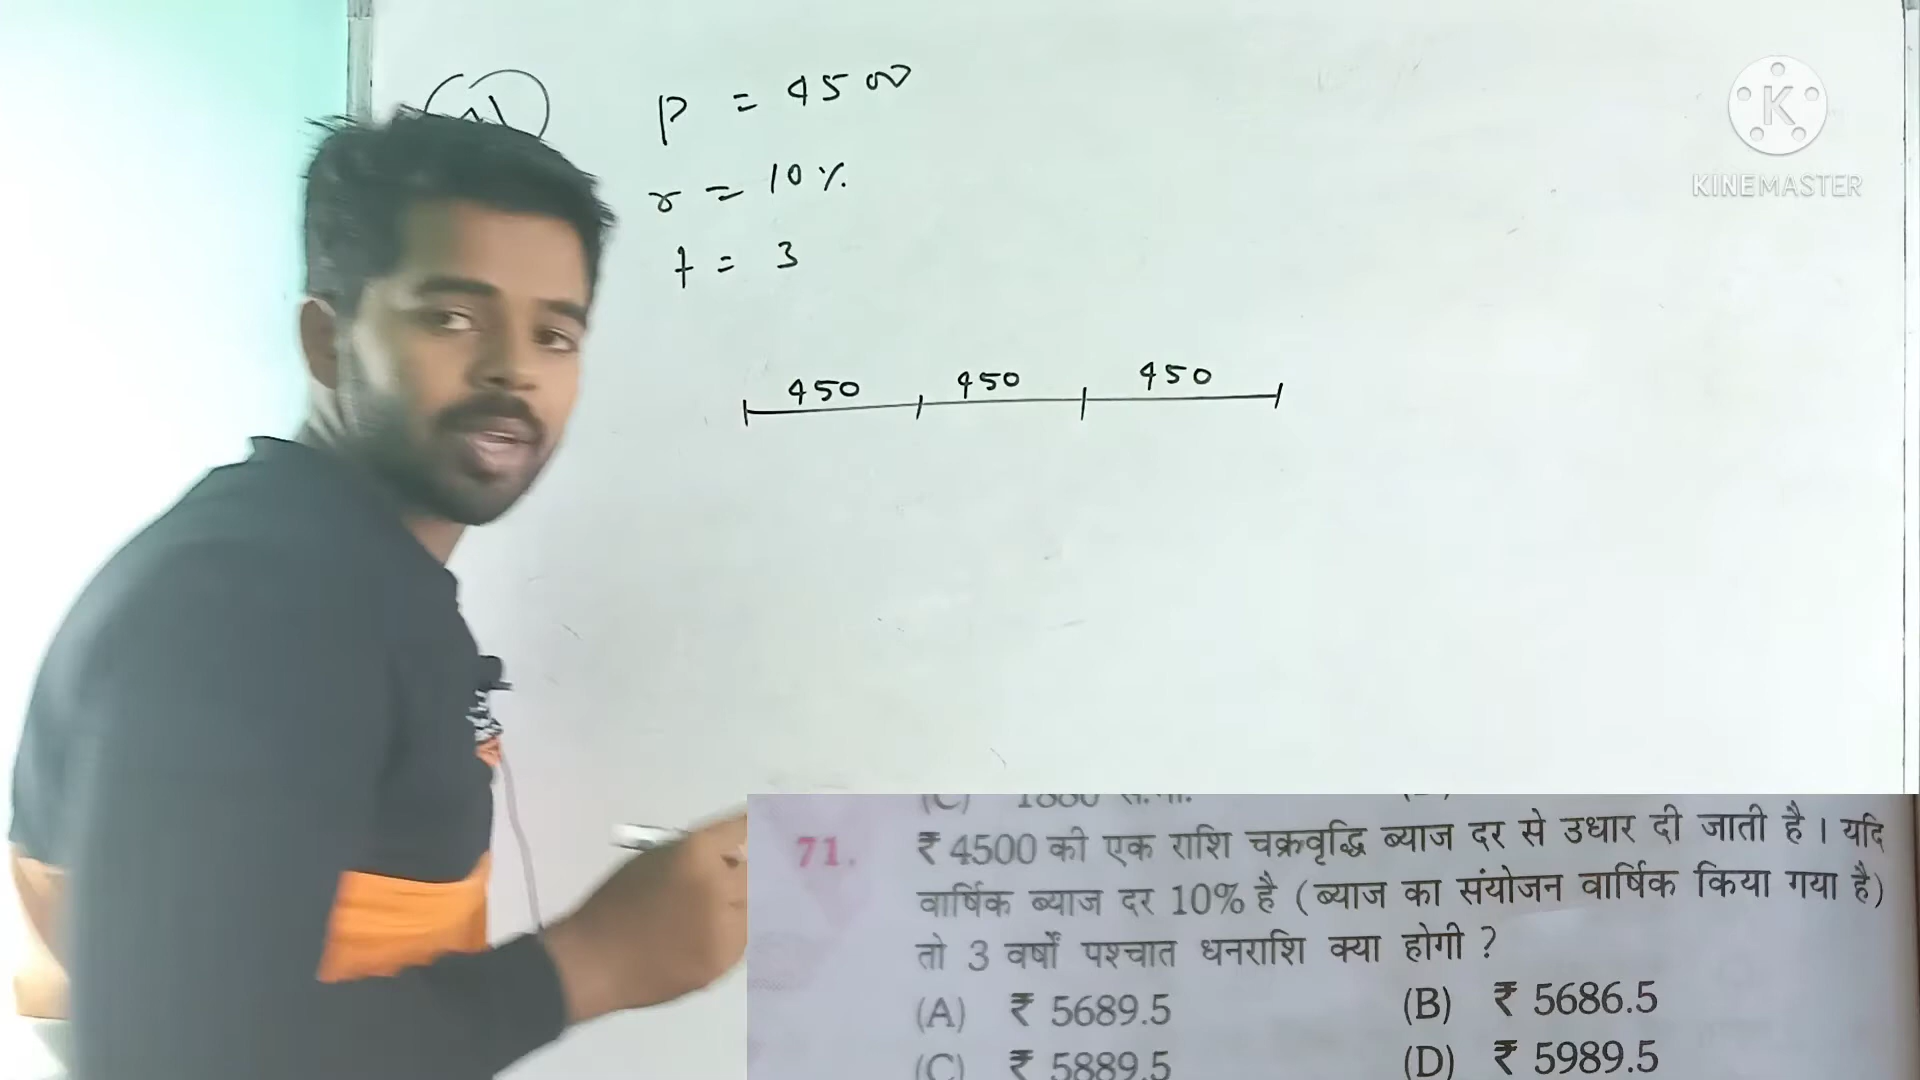 p = 4500
r = 10%
t = 3
450 450 450
KINEMASTER
71. ₹ 4500 की एक राशि चक्रवृद्धि ब्याज दर से उधार दी जाती है । यदि
वार्षिक ब्याज दर 10% है ( ब्याज का संयोजन वार्षिक किया गया है)
तो 3 वर्षों पश्चात धनराशि क्या होगी ?
(A) ₹ 5689.5 (B) ₹ 5686.5
(C) ₹ 5889.5 (D) ₹ 5989.5